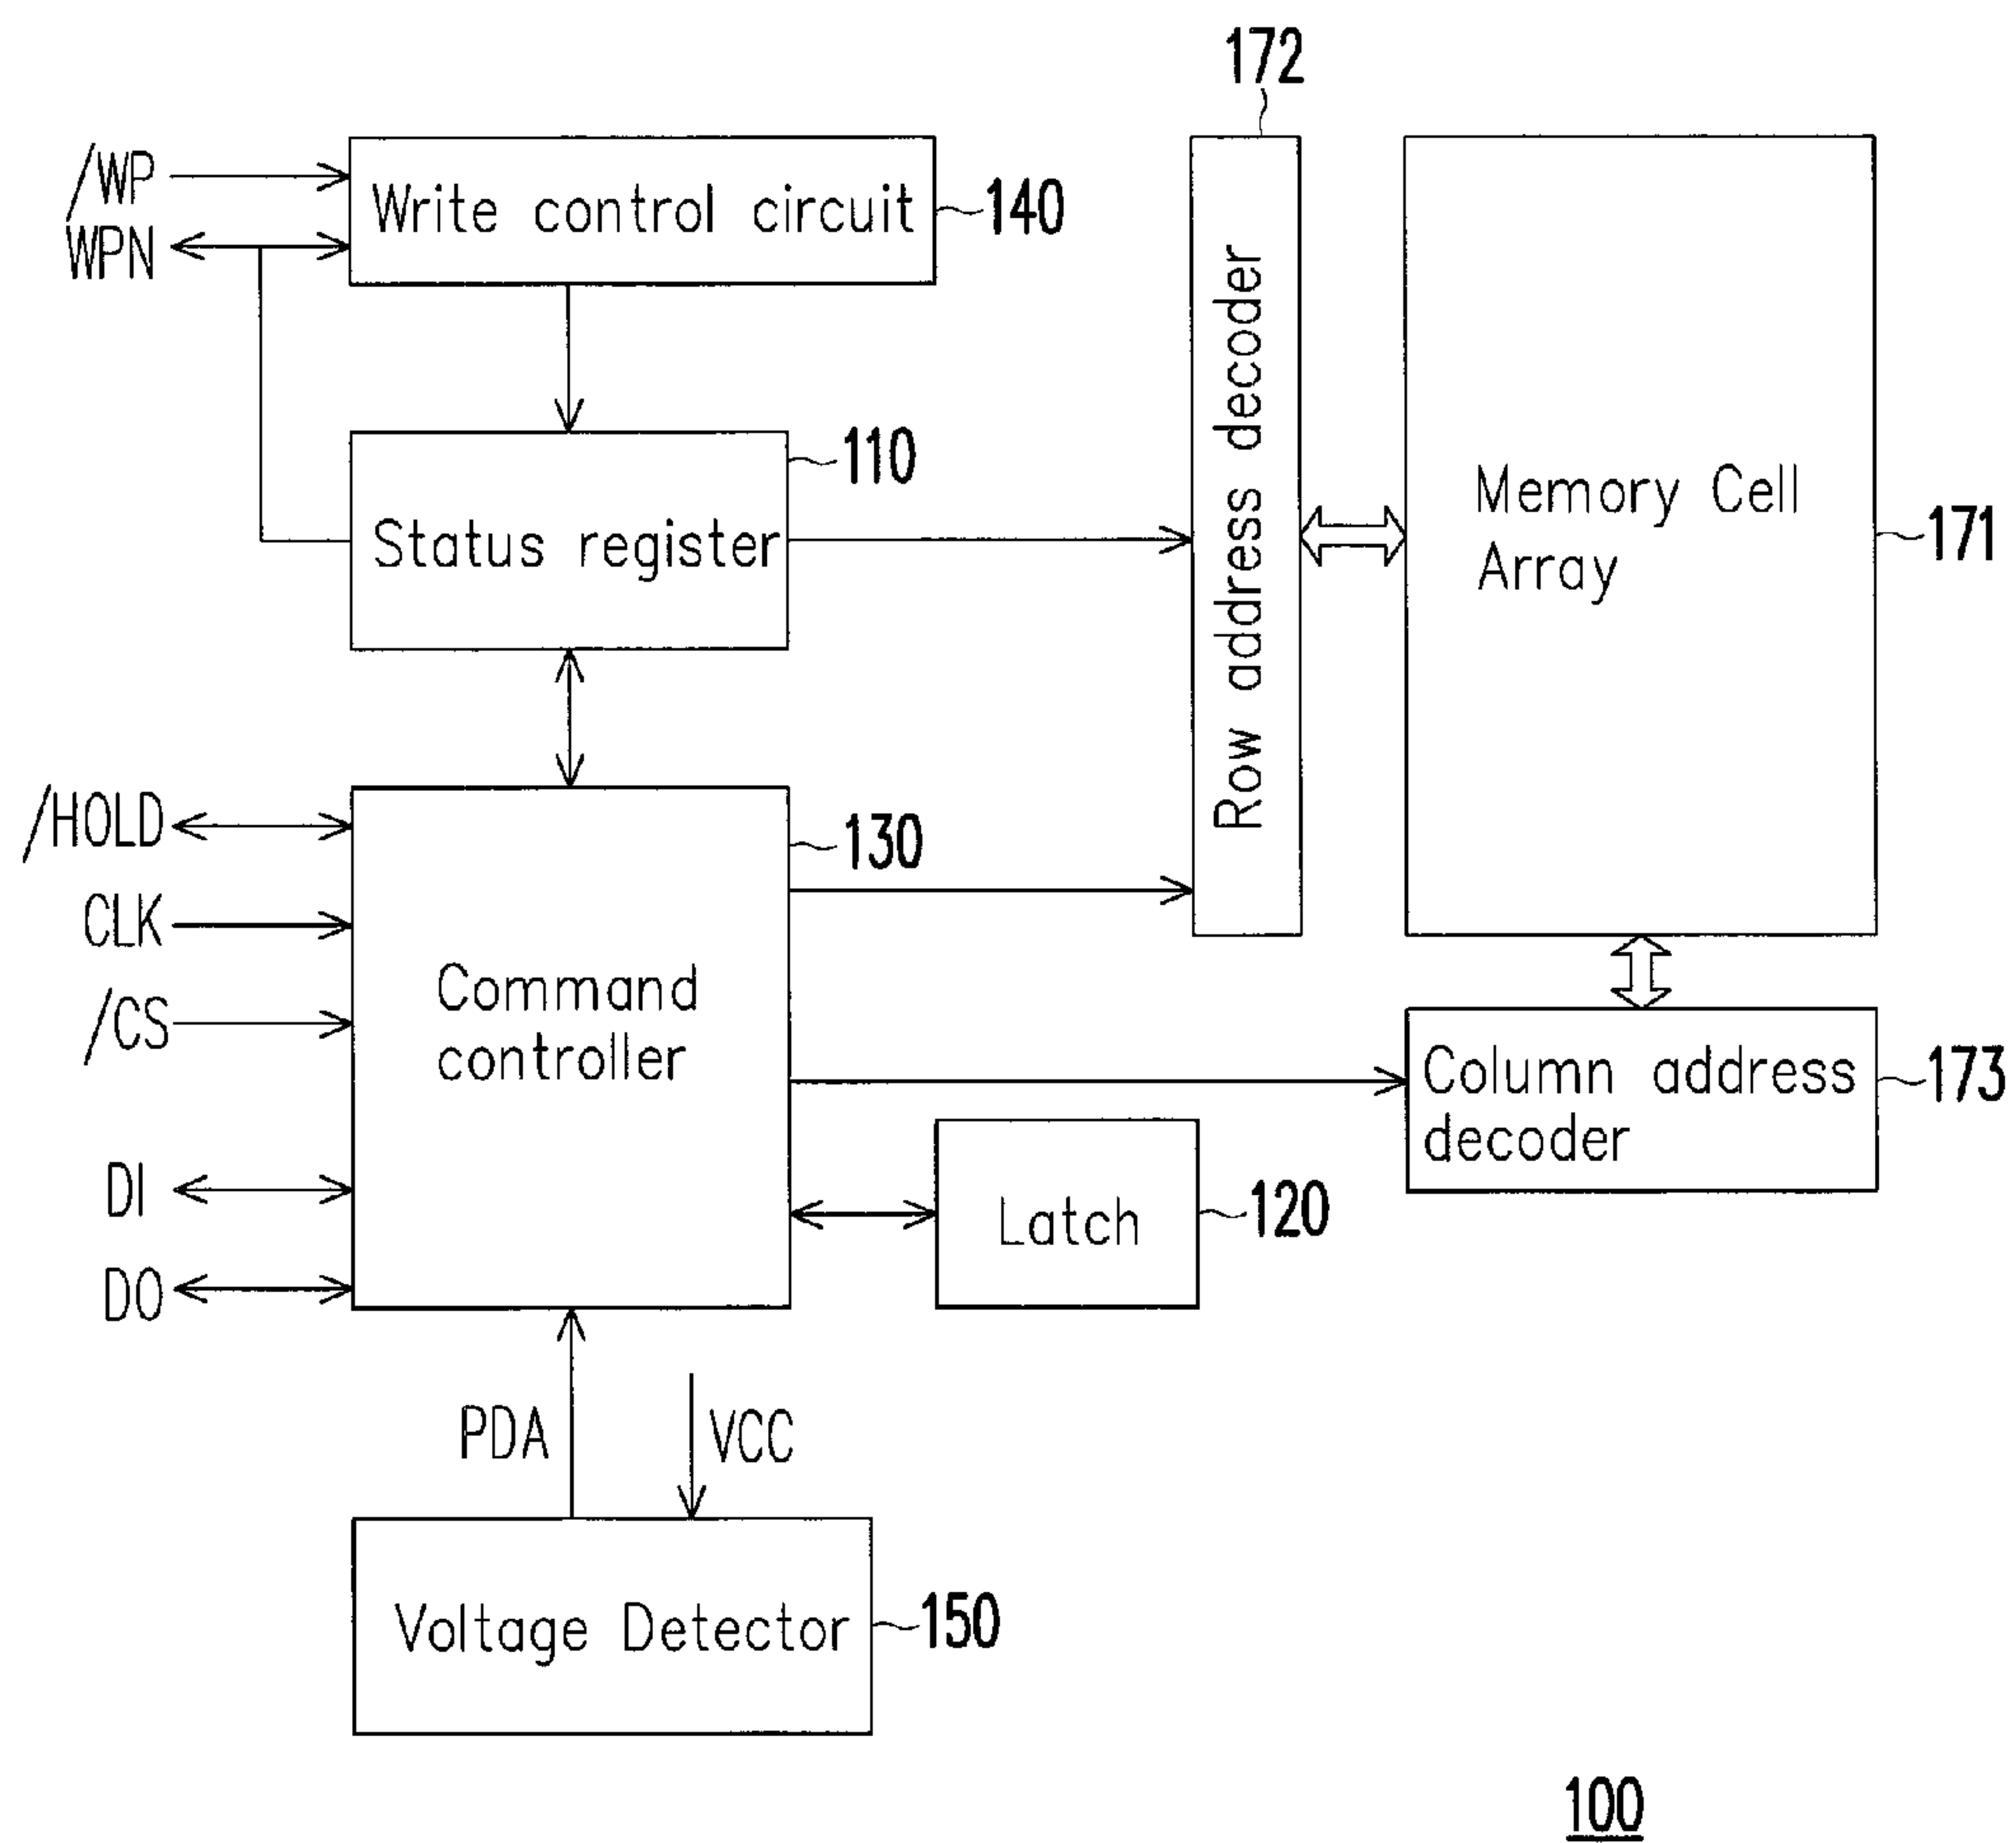 172
/WP
WPN
Write control circuit
140
Row address decoder
Memory Cell
Array
171
Status register
110
/HOLD
CLK
/CS
DI
DO
Command
controller
130
Column address
decoder
173
Latch
120
PDA
VCC
Voltage Detector
150
100